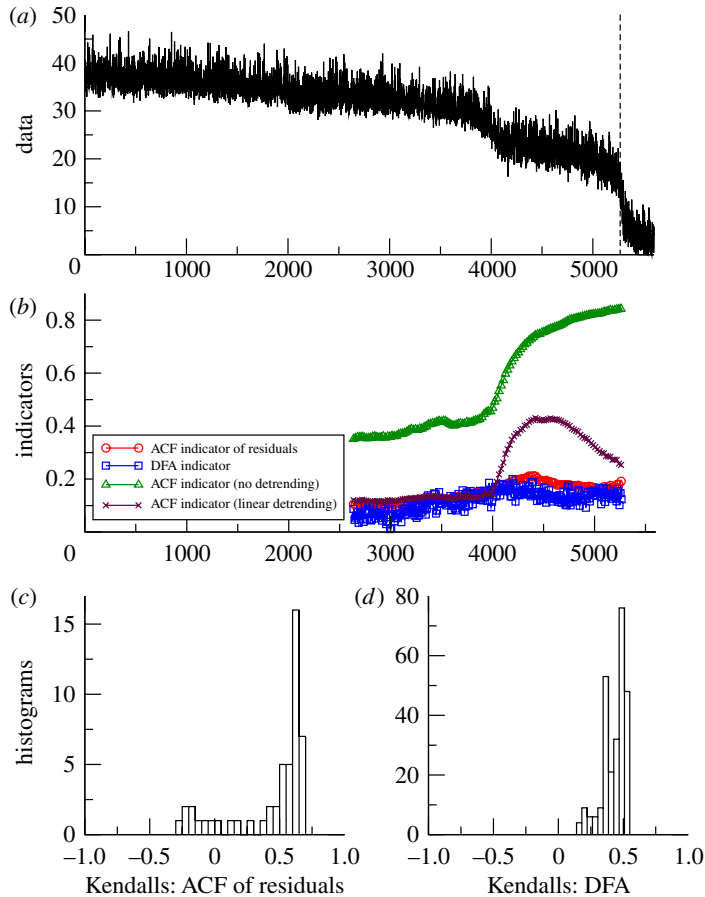 (a)
50
40
30
20
10
data
0 1000 2000 3000 4000 5000
(b)
0.8
0.6
0.4
0.2
indicators
ACF indicator of residuals
DFA indicator
ACF indicator (no detrending)
ACF indicator (linear detrending)
0 1000 2000 3000 4000 5000
(c)
15
10
5
0
histograms
−1.0 −0.5 0 0.5 1.0
Kendalls: ACF of residuals
(d)
80
60
40
20
0
−1.0 −0.5 0 0.5 1.0
Kendalls: DFA